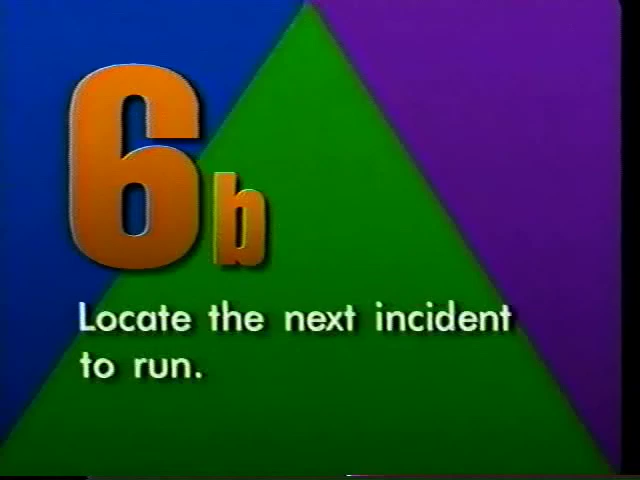 6b
Locate the next incident
to run.